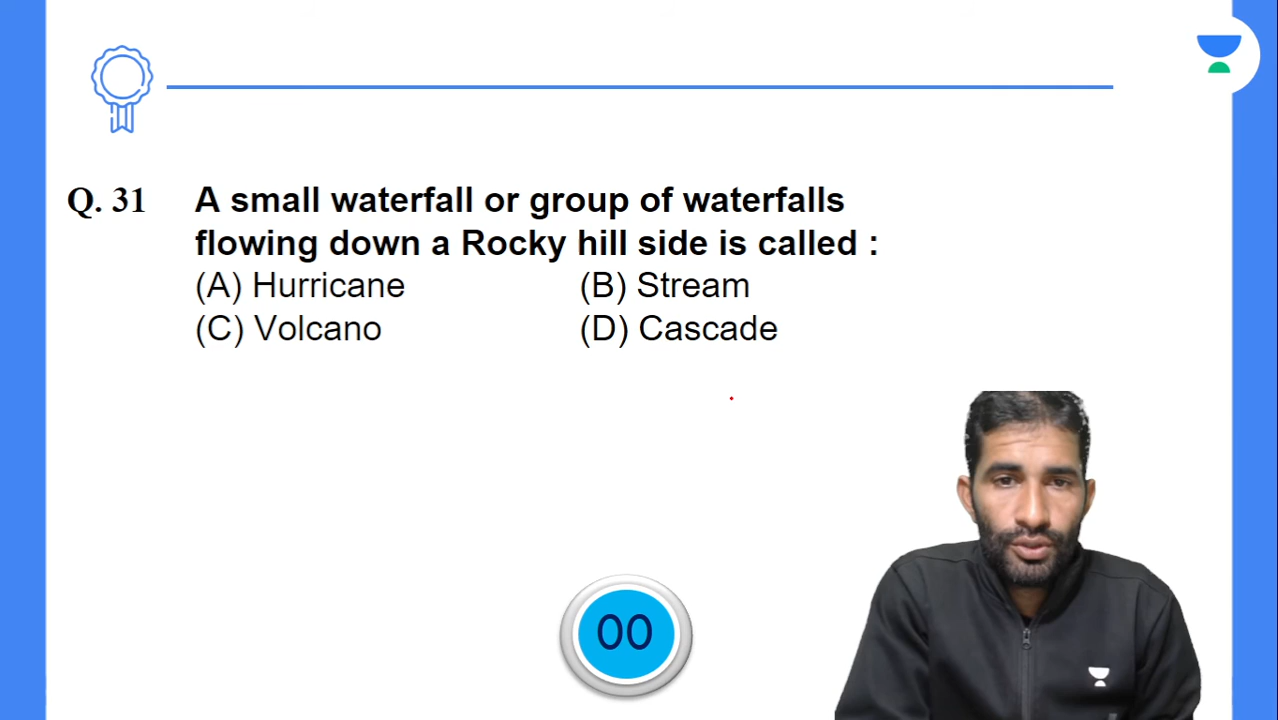 Q. 31 A small waterfall or group of waterfalls
flowing down a Rocky hill side is called :
(A) Hurricane (B) Stream
(C) Volcano (D) Cascade
00